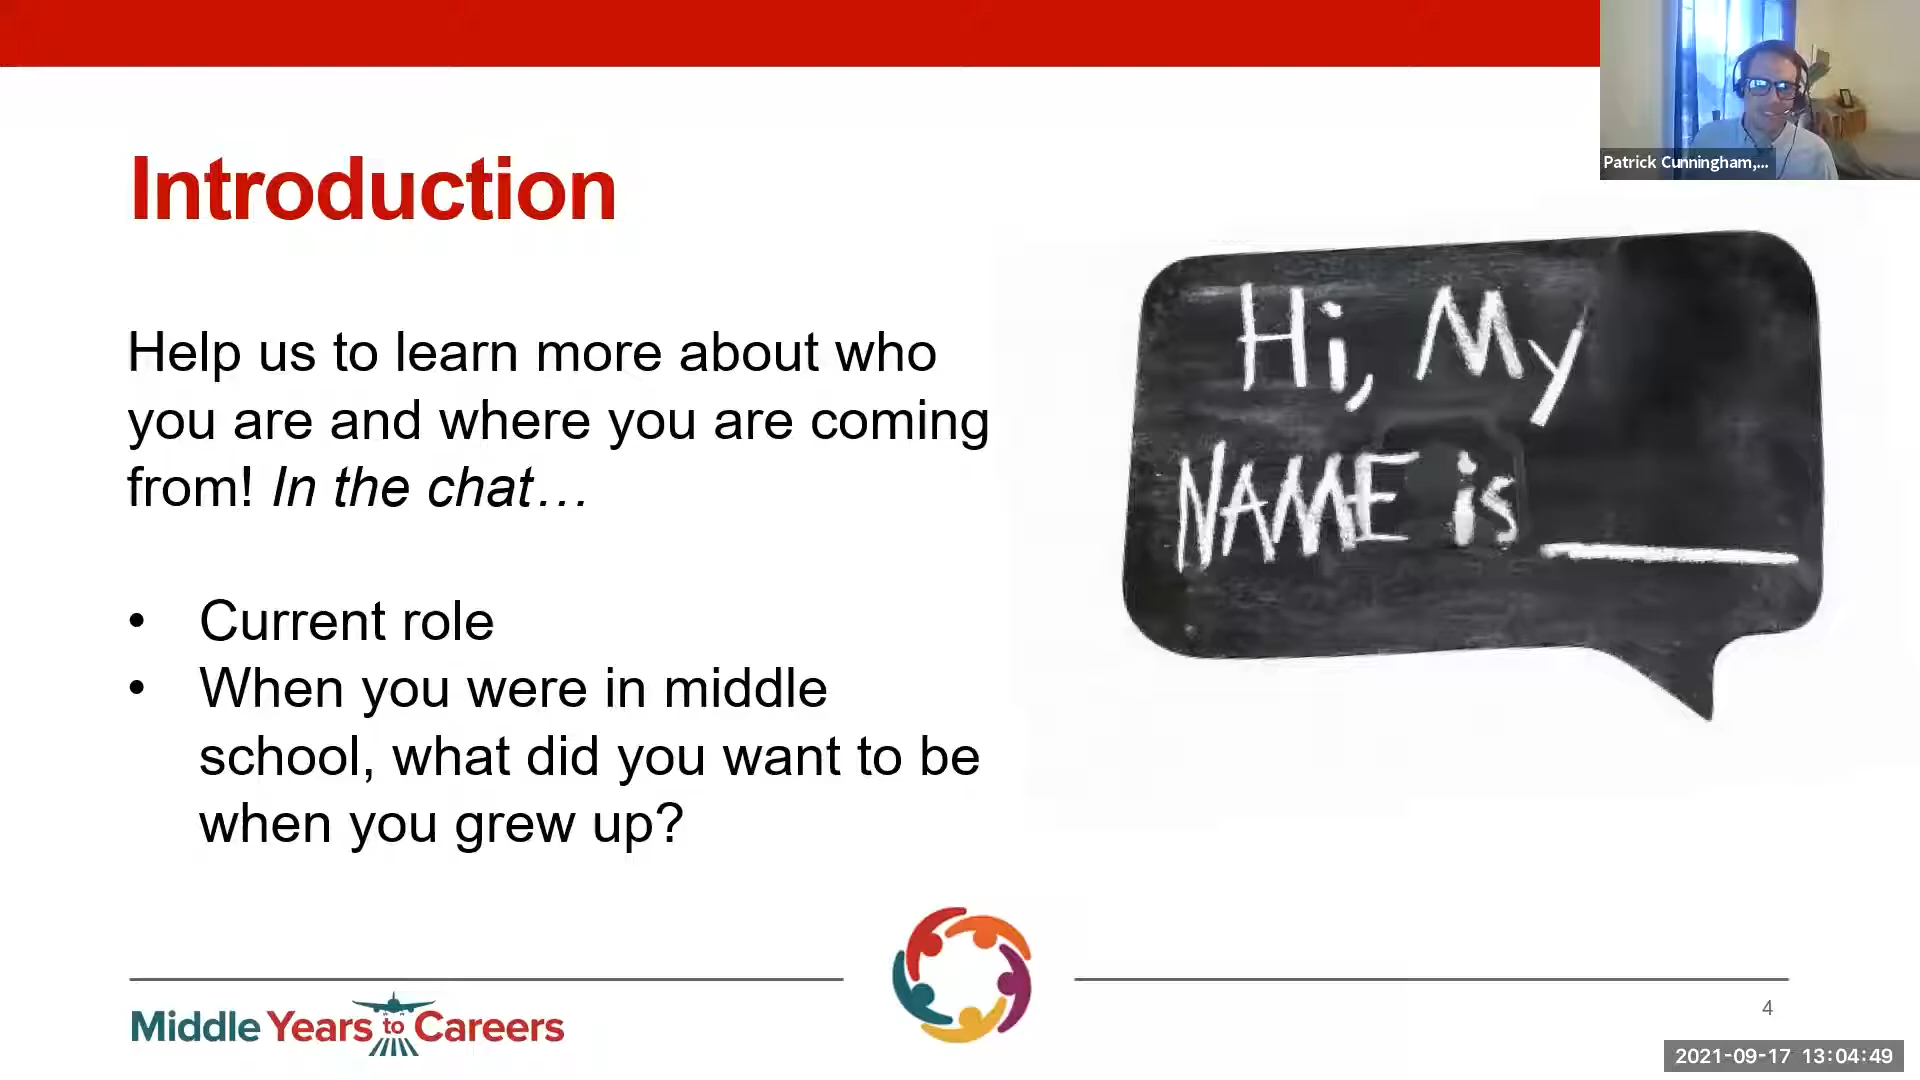 Patrick Cunningham,...
Introduction
Help us to learn more about who
you are and where you are coming
from! In the chat…
• Current role
• When you were in middle
school, what did you want to be
when you grew up?
Hi, My
NAME is ________
Middle Years to Careers
4
2021-09-17 13:04:49